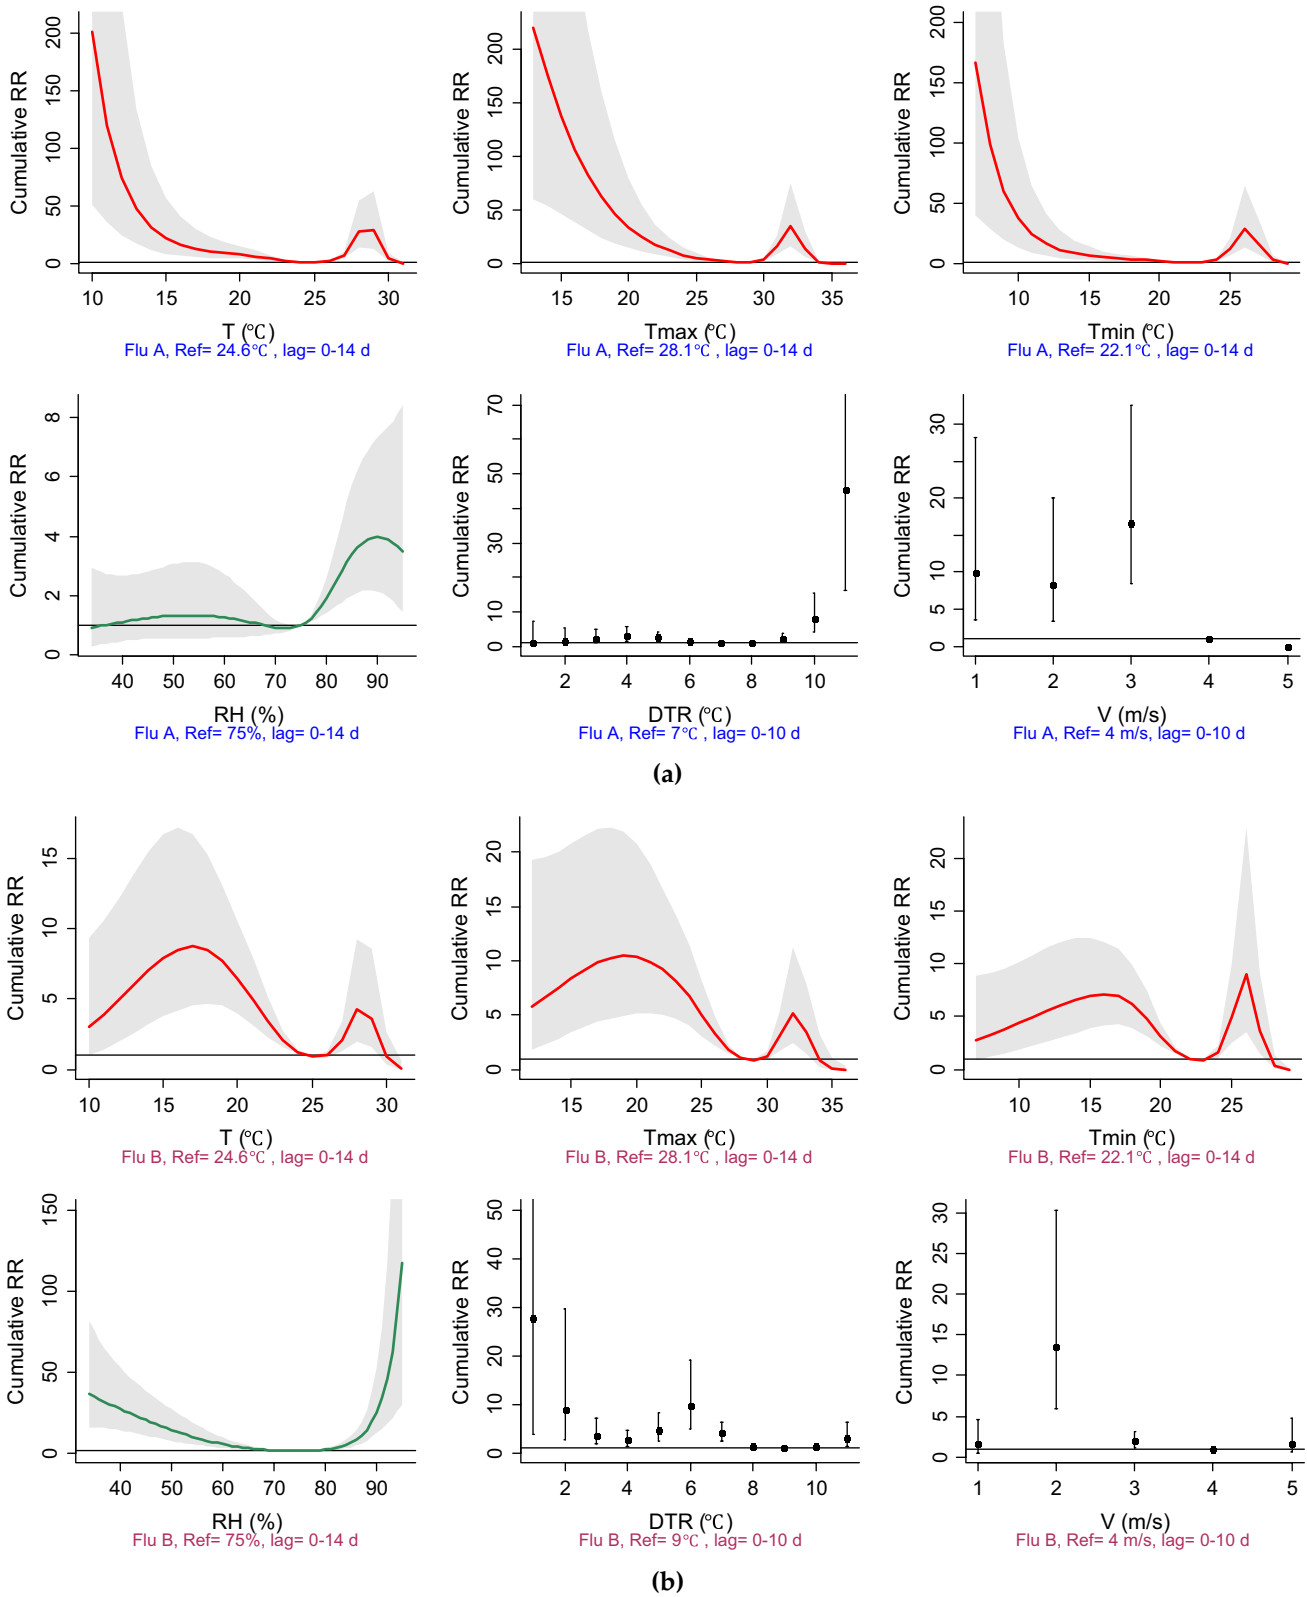 Cumulative RR
0 50 100 150 200
10 15 20 25 30
T (℃)
Flu A, Ref= 24.6℃ , lag= 0-14 d
Cumulative RR
0 50 100 150 200
15 20 25 30 35
Tmax (℃)
Flu A, Ref= 28.1℃ , lag= 0-14 d
Cumulative RR
0 50 100 150 200
10 15 20 25
Tmin (℃)
Flu A, Ref= 22.1℃ , lag= 0-14 d
Cumulative RR
0 2 4 6 8
40 50 60 70 80 90
RH (%)
Flu A, Ref= 75%, lag= 0-14 d
Cumulative RR
0 10 30 50 70
2 4 6 8 10
DTR (℃)
Flu A, Ref= 7℃ , lag= 0-10 d
Cumulative RR
0 5 10 20 30
1 2 3 4 5
V (m/s)
Flu A, Ref= 4 m/s, lag= 0-10 d
(a)
Cumulative RR
0 5 10 15
10 15 20 25 30
T (℃)
Flu B, Ref= 24.6℃ , lag= 0-14 d
Cumulative RR
0 5 10 15 20
15 20 25 30 35
Tmax (℃)
Flu B, Ref= 28.1℃ , lag= 0-14 d
Cumulative RR
0 5 10 15 20
10 15 20 25
Tmin (℃)
Flu B, Ref= 22.1℃ , lag= 0-14 d
Cumulative RR
0 50 100 150
40 50 60 70 80 90
RH (%)
Flu B, Ref= 75%, lag= 0-14 d
Cumulative RR
0 10 20 30 40 50
2 4 6 8 10
DTR (℃)
Flu B, Ref= 9℃ , lag= 0-10 d
Cumulative RR
0 5 10 15 20 25 30
1 2 3 4 5
V (m/s)
Flu B, Ref= 4 m/s, lag= 0-10 d
(b)